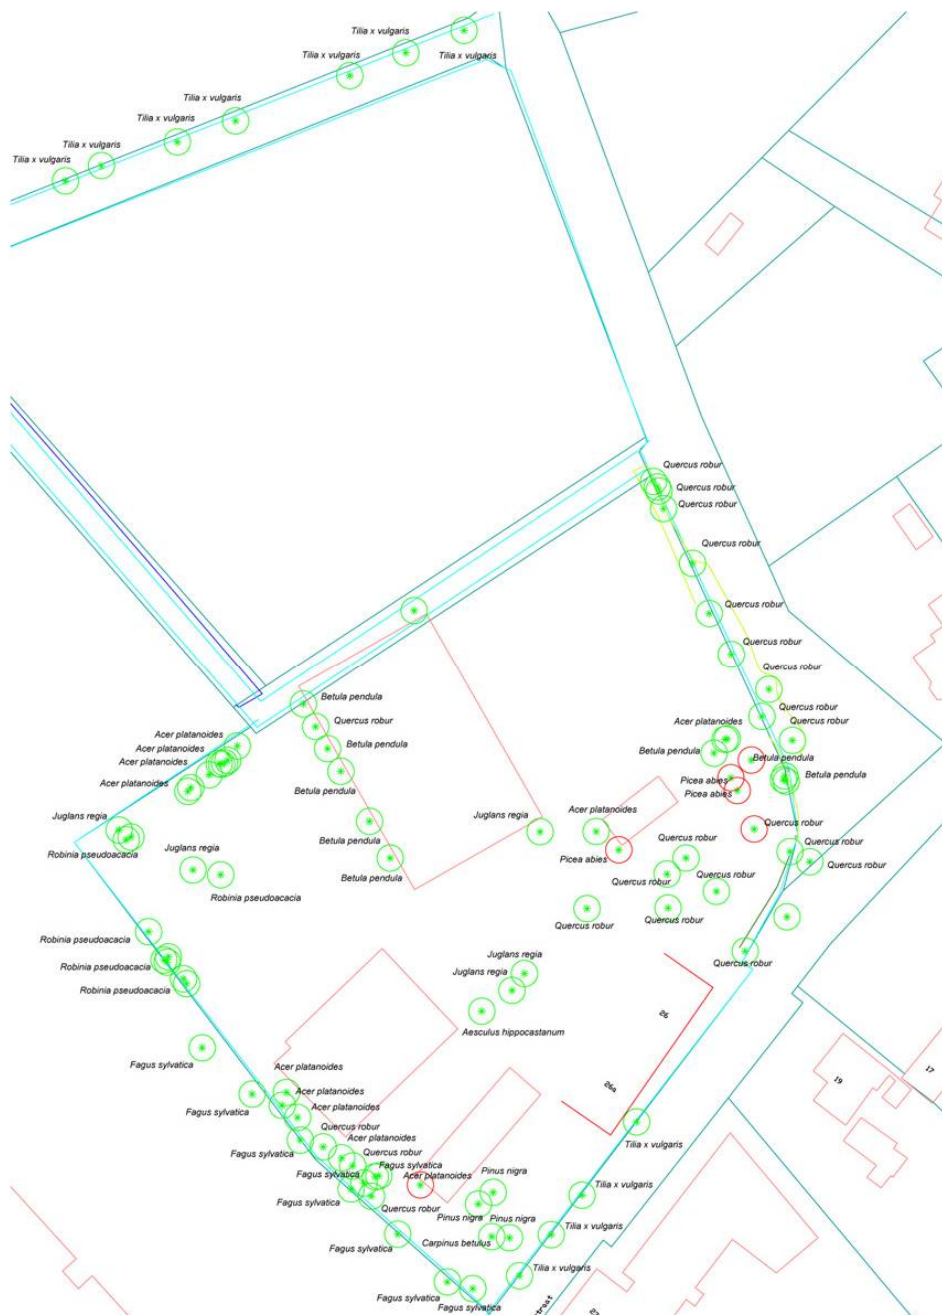 Tilia x vulgaris
Tilia x vulgaris
Tilia x vulgaris
Tilia x vulgaris
Tilia x vulgaris
Tilia x vulgaris
Tilia x vulgaris
Quercus robur
Quercus robur
Quercus robur
Quercus robur
Quercus robur
Quercus robur
Quercus robur
Betula pendula
Quercus robur
Quercus robur
Acer platanoides
Quercus robur
Acer platanoides
Betula pendula
Betula pendula
Acer platanoides
Betula pendula
Acer platanoides
Picea abies
Betula pendula
Acer platanoides
Betula pendula
Picea abies
Juglans regia
Juglans regia
Acer platanoides
Quercus robur
Betula pendula
Quercus robur
Quercus robur
Robinia pseudoacacia
Juglans regia
Picea abies
Quercus robur
Betula pendula
Quercus robur
Quercus robur
Robinia pseudoacacia
Quercus robur
Quercus robur
Robinia pseudoacacia
Juglans regia
Quercus robur
Robinia pseudoacacia
Juglans regia
Robinia pseudoacacia
26
Aesculus hippocastanum
Fagus sylvatica
Acer platanoides
17
19
26a
Acer platanoides
Fagus sylvatica
Acer platanoides
Quercus robur
Tilia x vulgaris
Acer platanoides
Fagus sylvatica
Quercus robur
Fagus sylvatica
Fagus sylvatica
Acer platanoides
Pinus nigra
Fagus sylvatica
Tilia x vulgaris
Quercus robur
Pinus nigra
Pinus nigra
Tilia x vulgaris
Fagus sylvatica
Carpinus betulus
Tilia x vulgaris
Fagus sylvatica
Fagus sylvatica